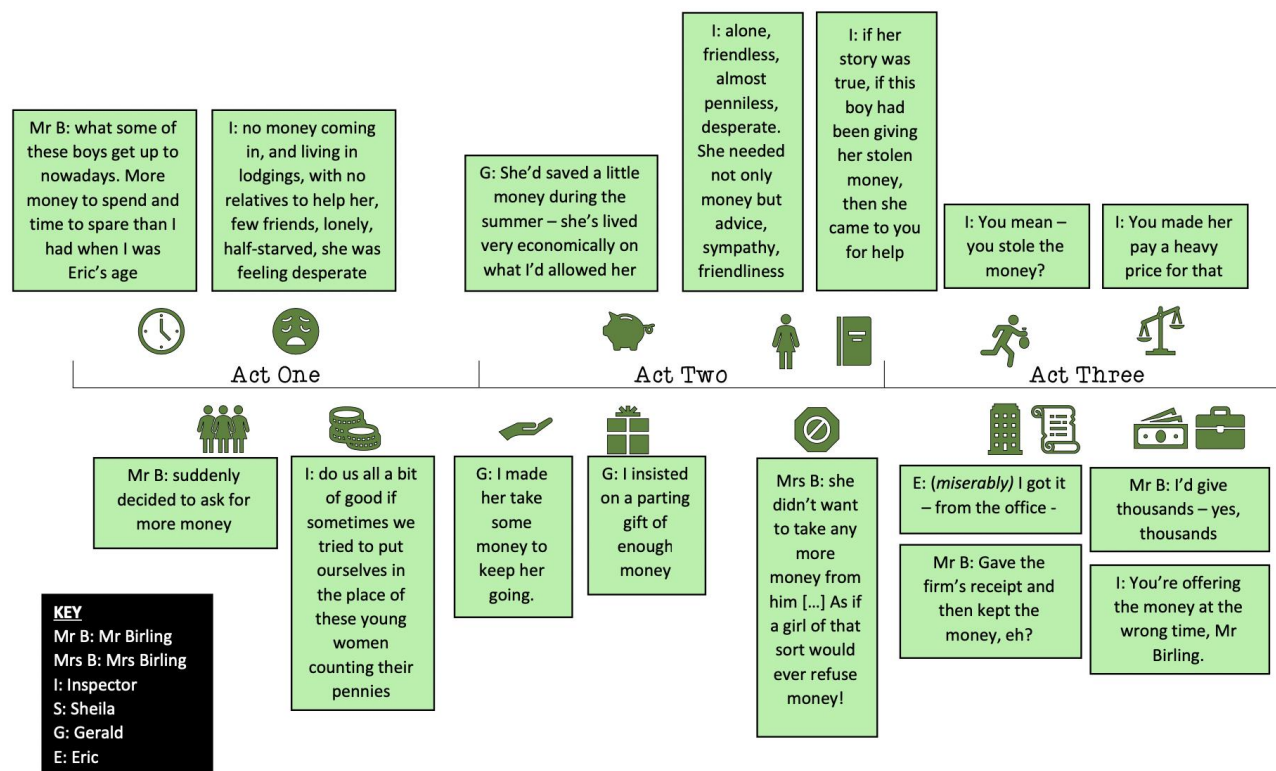 Mr B: what some of
these boys get up to
nowadays. More
money to spend and
time to spare than I
had when I was
Eric’s age
I: no money coming
in, and living in
lodgings, with no
relatives to help her,
few friends, lonely,
half-starved, she was
feeling desperate
G: She’d saved a little
money during the
summer – she’s lived
very economically on
what I’d allowed her
I: alone,
friendless,
almost
penniless,
desperate.
She needed
not only
money but
advice,
sympathy,
friendliness
I: if her
story was
true, if this
boy had
been giving
her stolen
money,
then she
came to you
for help
I: You mean –
you stole the
money?
I: You made her
pay a heavy
price for that
Act One
Act Two
Act Three
Mr B: suddenly
decided to ask for
more money
I: do us all a bit
of good if
sometimes we
tried to put
ourselves in
the place of
these young
women
counting their
pennies
G: I made
her take
some
money to
keep her
going.
G: I insisted
on a parting
gift of
enough
money
Mrs B: she
didn’t want
to take any
more
money from
him […] As if
a girl of that
sort would
ever refuse
money!
E: (miserably) I got it
– from the office -
Mr B: Gave the
firm’s receipt and
then kept the
money, eh?
Mr B: I’d give
thousands – yes,
thousands
I: You’re offering
the money at the
wrong time, Mr
Birling.
KEY
Mr B: Mr Birling
Mrs B: Mrs Birling
I: Inspector
S: Sheila
G: Gerald
E: Eric